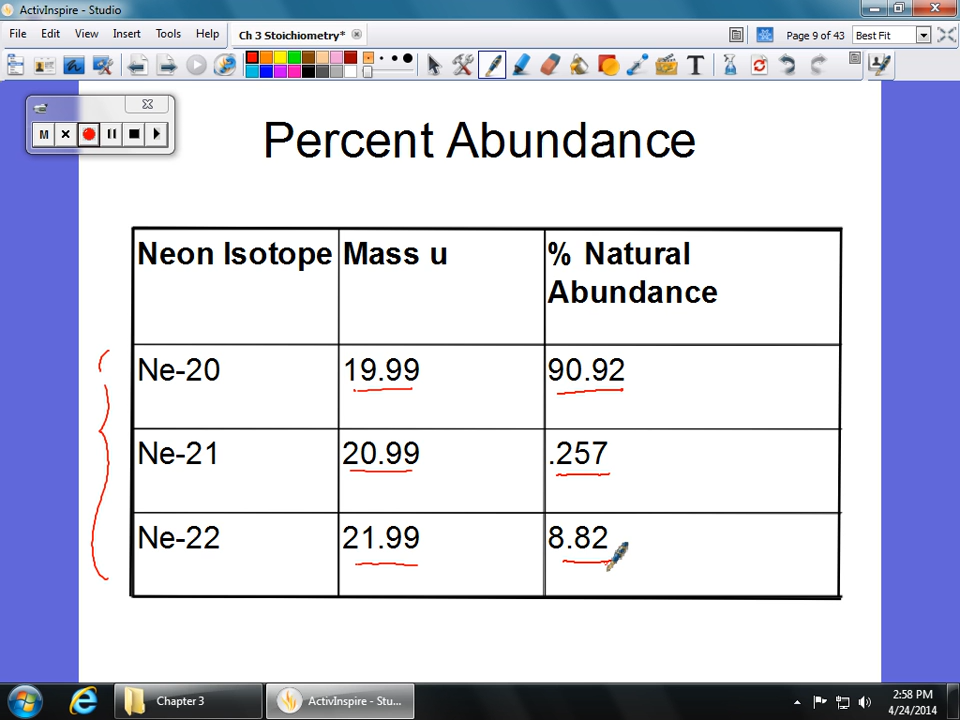 ActivInspire - Studio
File Edit View Insert Tools Help Ch 3 Stoichiometry* Page 9 of 43 Best Fit
M
Percent Abundance
Neon Isotope Mass u % Natural
Abundance
Ne-20 19.99 90.92
Ne-21 20.99 .257
Ne-22 21.99 8.82
Chapter 3 ActivInspire - Stu...
2:58 PM
4/24/2014